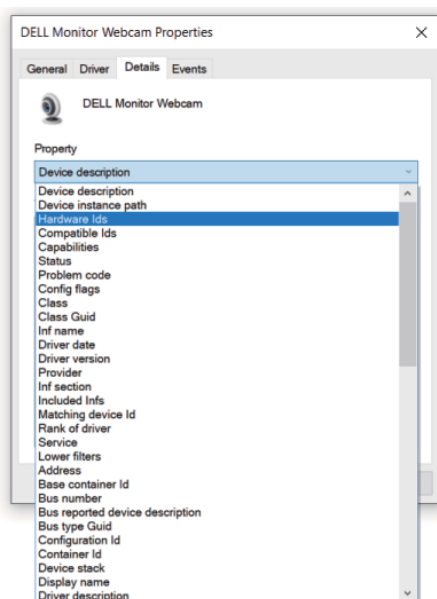 DELL Monitor Webcam Properties
General Driver Details Events
DELL Monitor Webcam
Property
Device description
Device description
Device instance path
Hardware Ids
Compatible Ids
Capabilities
Status
Problem code
Config flags
Class
Class Guid
Inf name
Driver date
Driver version
Provider
Inf section
Included Infs
Matching device Id
Rank of driver
Service
Lower filters
Address
Base container Id
Bus number
Bus reported device description
Bus type Guid
Configuration Id
Container Id
Device stack
Display name
Driver description